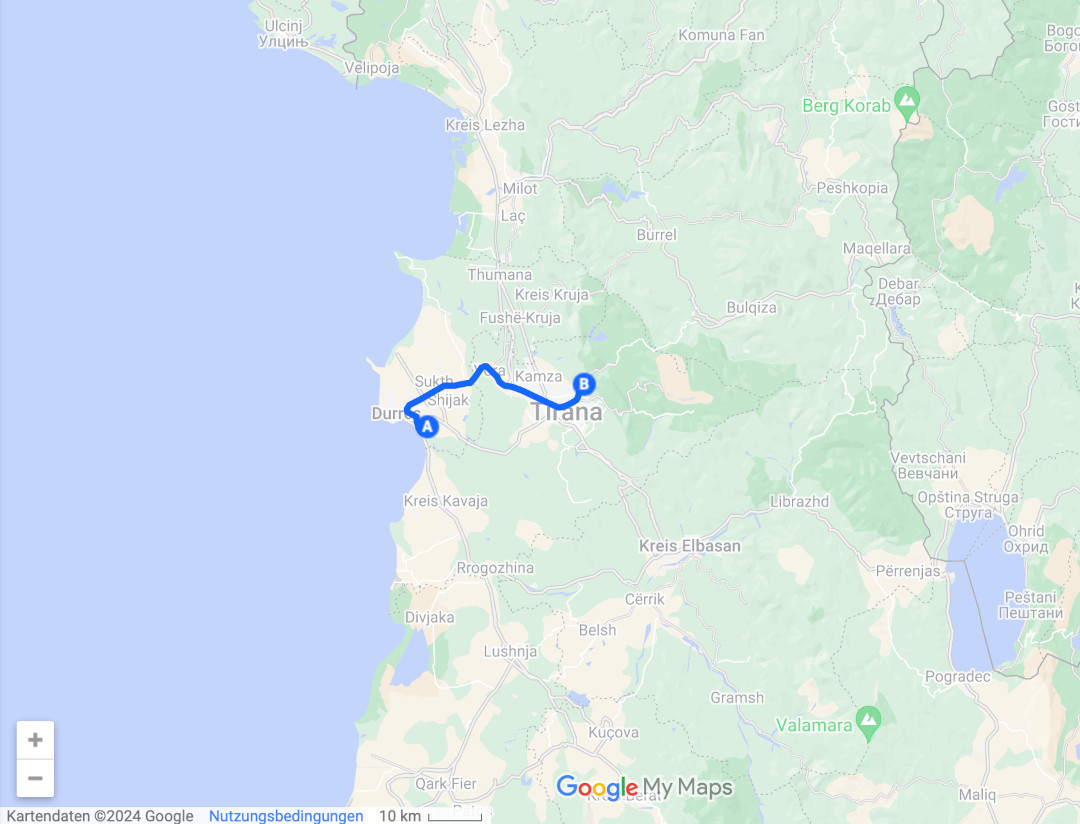 Ulcinj
Улцињ
Velipoja
Komuna Fan
Berg Korab
Kreis Lezha
Milot
Laç
Peshkopia
Burrel
Maqellara
Debar
Дебар
Thumana
Kreis Kruja
Fushë-Kruja
Bulqiza
Sukth
Kamza
Shijak
B
Tirana
A
Kreis Kavaja
Vevtschani
Вевчани
Librazhd
Opština Struga
Струга
Ohrid
Охрид
Kreis Elbasan
Rrogozhina
Përrenjas
Cërrik
Peštani
Пештани
Divjaka
Belsh
Lushnja
Pogradec
Gramsh
Valamara
Kuçova
Qark Fier
Google My Maps
Maliq
+
−
Kartendaten ©2024 Google Nutzungsbedingungen 10 km